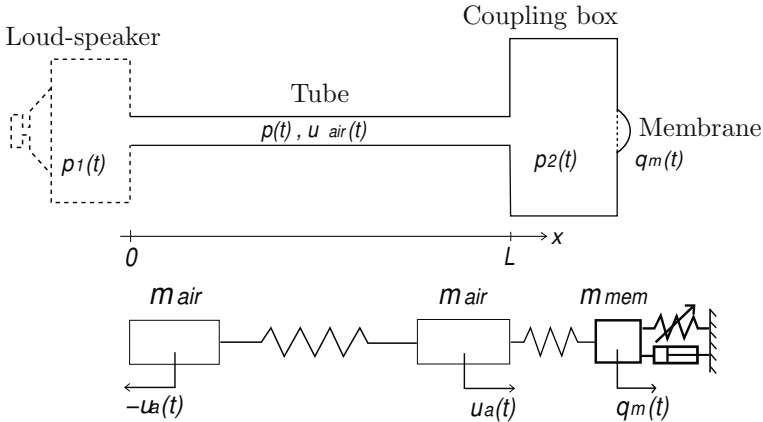 Coupling box
Loud-speaker
Tube
p(t) , u air(t)
Membrane
p1(t)
p2(t)
qm(t)
0
L
x
m air
m air
m mem
-ua(t)
ua(t)
qm(t)